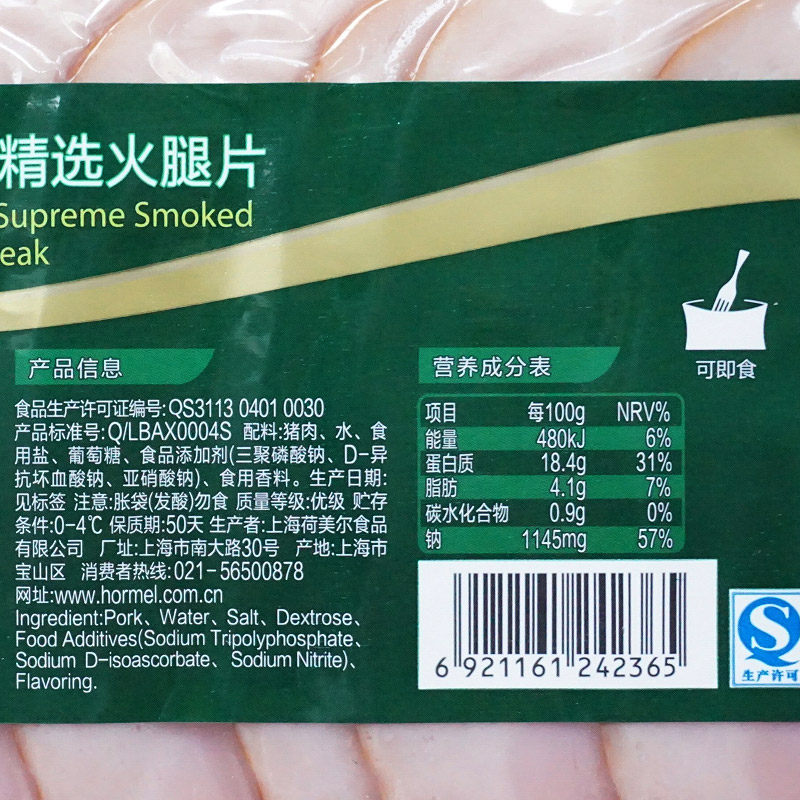 精选火腿片
Supreme Smoked
eak
可即食
产品信息
食品生产许可证编号:QS3113 0401 0030
产品标准号:Q/LBAX0004S 配料:猪肉、水、食
用盐、葡萄糖、食品添加剂(三聚磷酸钠、D-异
抗坏血酸钠、亚硝酸钠)、食用香料。生产日期:
见标签 注意:胀袋(发酸)勿食 质量等级:优级 贮存
条件:0-4℃ 保质期:50天 生产者:上海荷美尔食品
有限公司 厂址:上海市南大路30号 产地:上海市
宝山区 消费者热线:021-56500878
网址:www.hormel.com.cn
Ingredient:Pork、Water、Salt、Dextrose、
Food Additives(Sodium Tripolyphosphate、
Sodium D-isoascorbate、Sodium Nitrite)、
Flavoring.
营养成分表
项目 每100g NRV%
能量 480kJ 6%
蛋白质 18.4g 31%
脂肪 4.1g 7%
碳水化合物 0.9g 0%
钠 1145mg 57%
6 921161 242365
生产许可